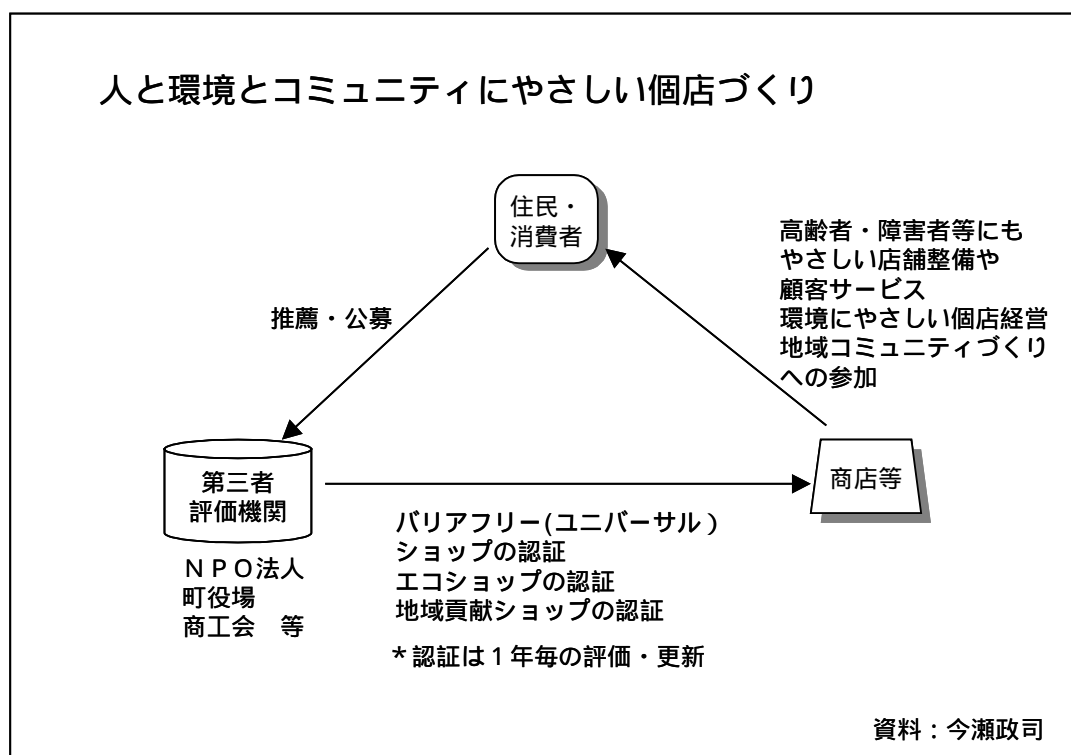 人と環境とコミュニティにやさしい個店づくり
住民・
消費者
高齢者・障害者等にも
やさしい店舗整備や
顧客サービス
環境にやさしい個店経営
地域コミュニティづくり
への参加
推薦・公募
第三者
評価機関
商店等
バリアフリー(ユニバーサル)
ショップの認証
エコショップの認証
地域貢献ショップの認証
NPO法人
町役場
商工会 等
*認証は1年毎の評価・更新
資料:今瀬政司